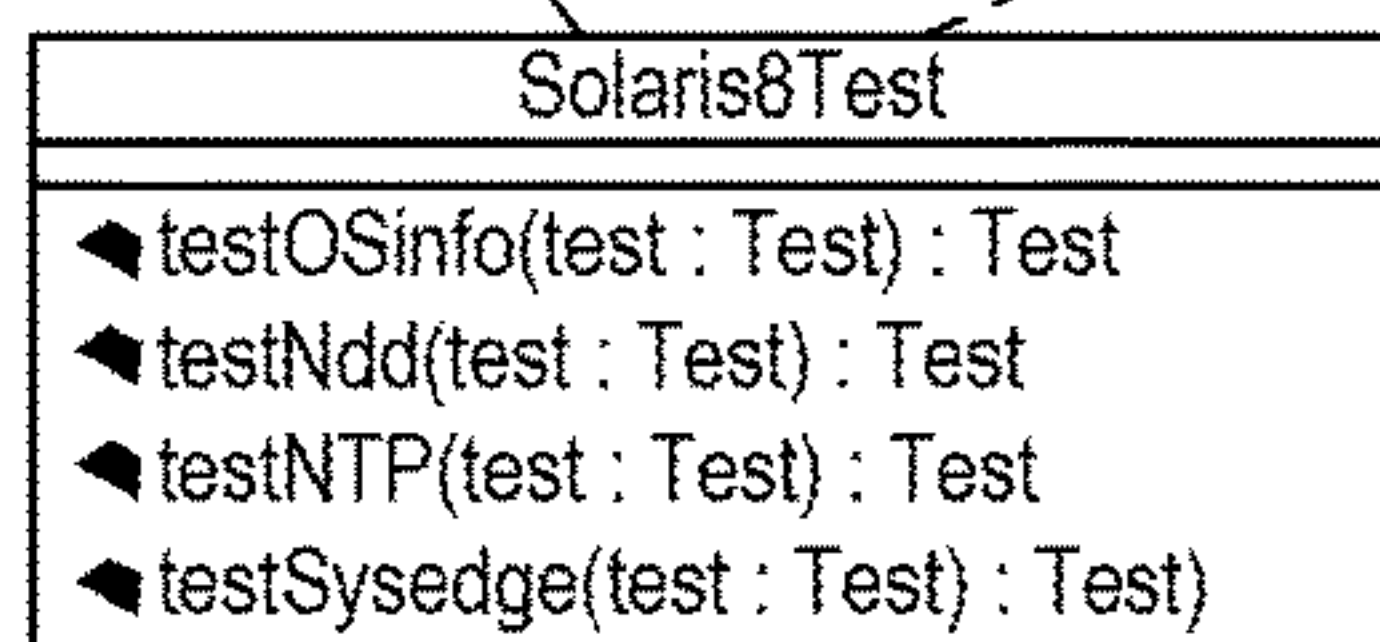 Solaris8Test
testOSinfo(test : Test) : Test
testNdd(test : Test) : Test
testNTP(test : Test) : Test
testSysedge(test : Test) : Test)